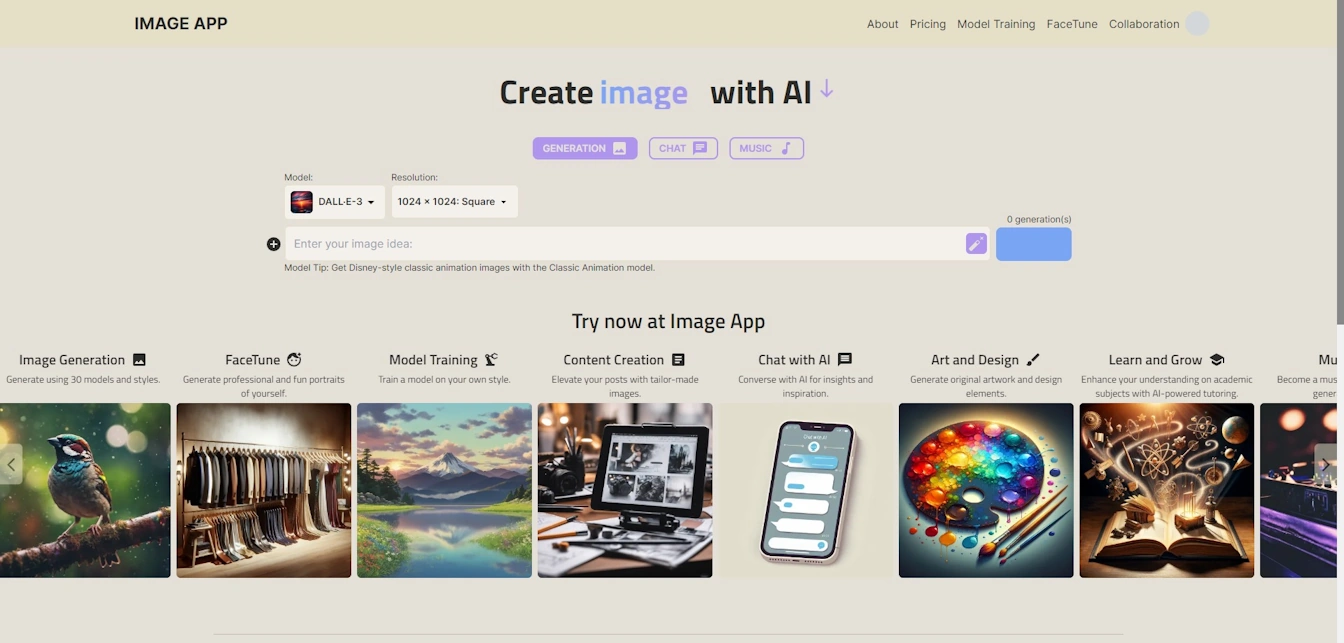 IMAGE APP
About Pricing Model Training FaceTune Collaboration
Create image with AI
GENERATION CHAT MUSIC
Model: Resolution:
DALL·E-3 1024 × 1024: Square
0 generation(s)
Enter your image idea:
Model Tip: Get Disney-style classic animation images with the Classic Animation model.
Try now at Image App
Image Generation
Generate using 30 models and styles.
FaceTune
Generate professional and fun portraits
of yourself.
Model Training
Train a model on your own style.
Content Creation
Elevate your posts with tailor-made
images.
Chat with AI
Converse with AI for insights and
inspiration.
Art and Design
Generate original artwork and design
elements.
Learn and Grow
Enhance your understanding on academic
subjects with AI-powered tutoring.
Mu
Become a mus
gener
Chat with AI